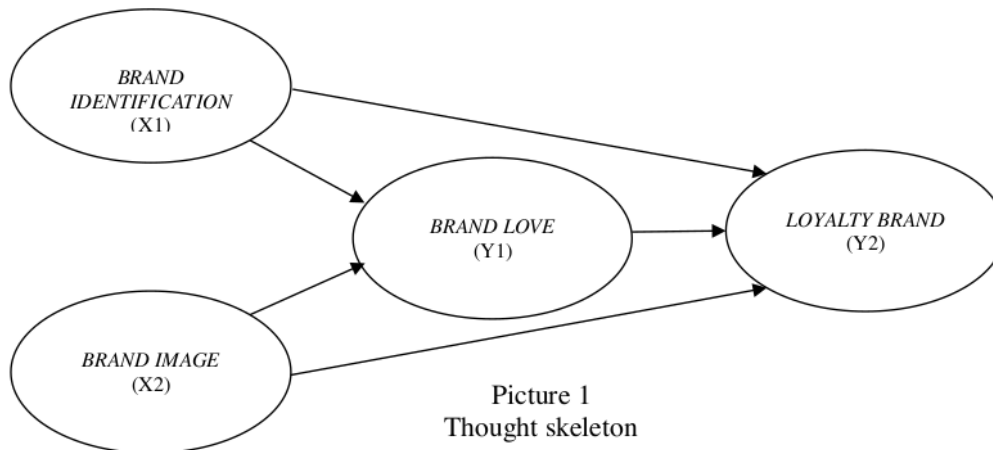 BRAND
IDENTIFICATION
(X1)
BRAND LOVE
(Y1)
LOYALTY BRAND
(Y2)
BRAND IMAGE
(X2)
Picture 1
Thought skeleton